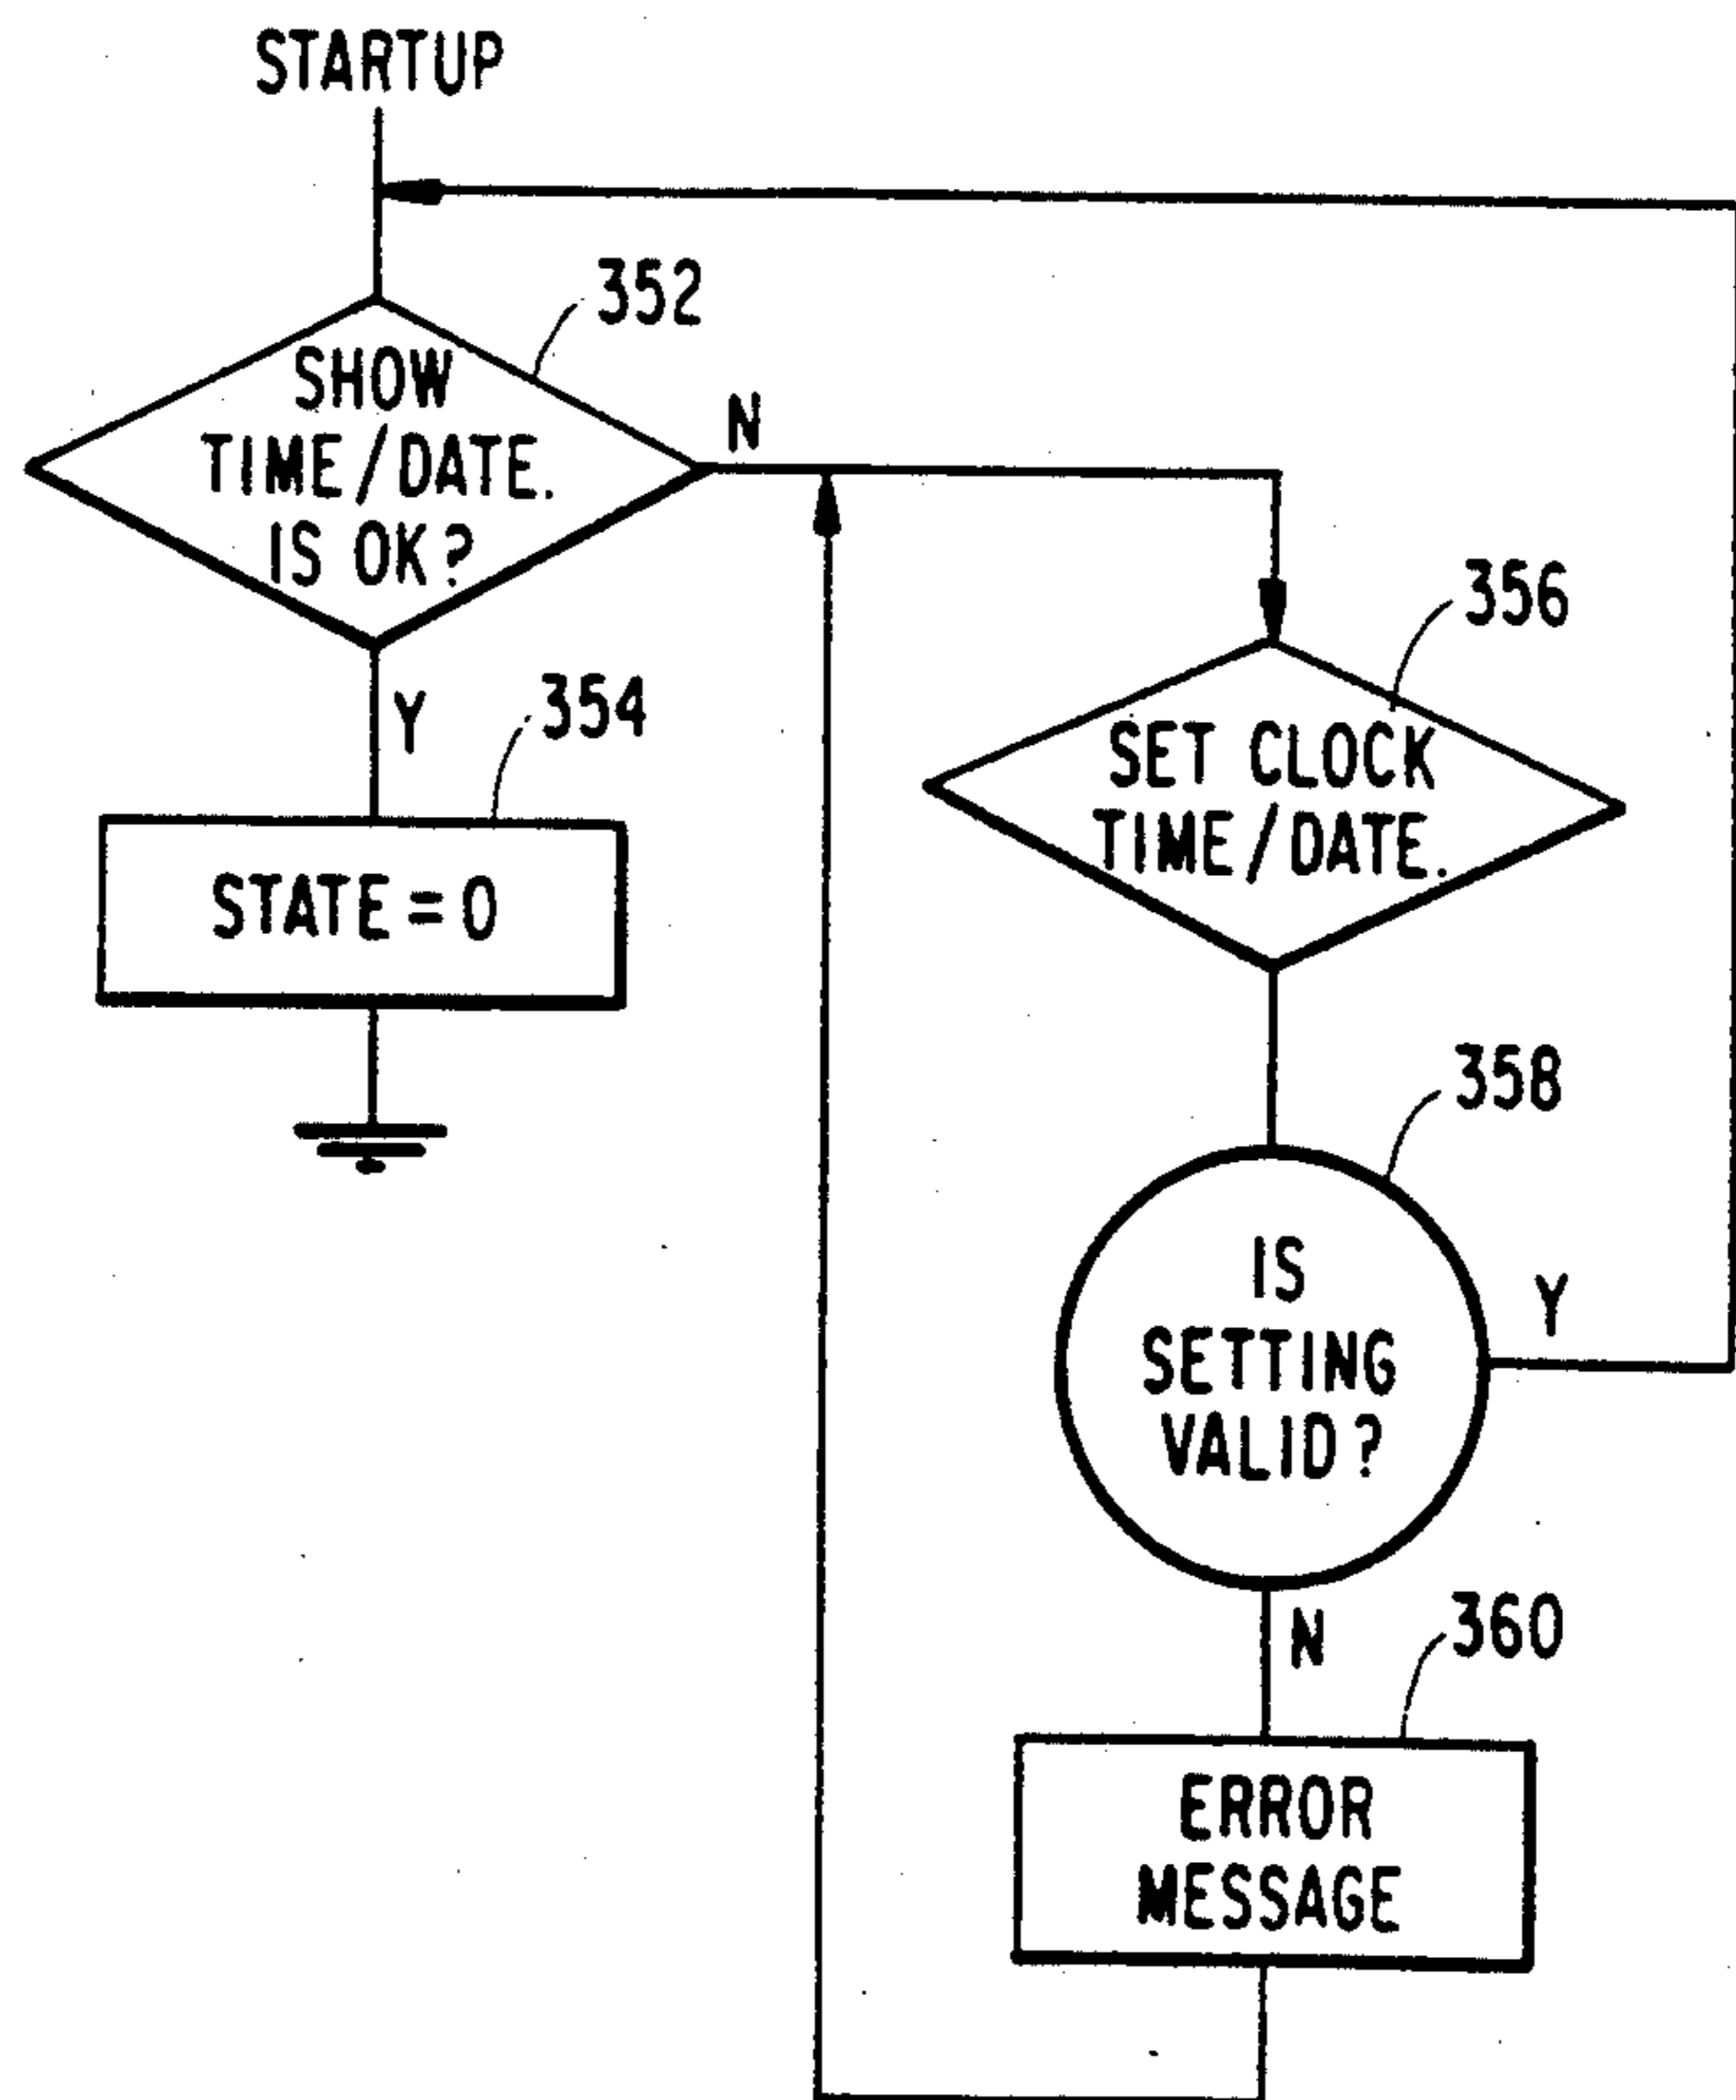 STARTUP
352
SHOW
TIME/DATE.
IS OK?
N
Y
354
STATE = 0
356
SET CLOCK
TIME/DATE.
358
IS
SETTING
VALID?
Y
N
360
ERROR
MESSAGE